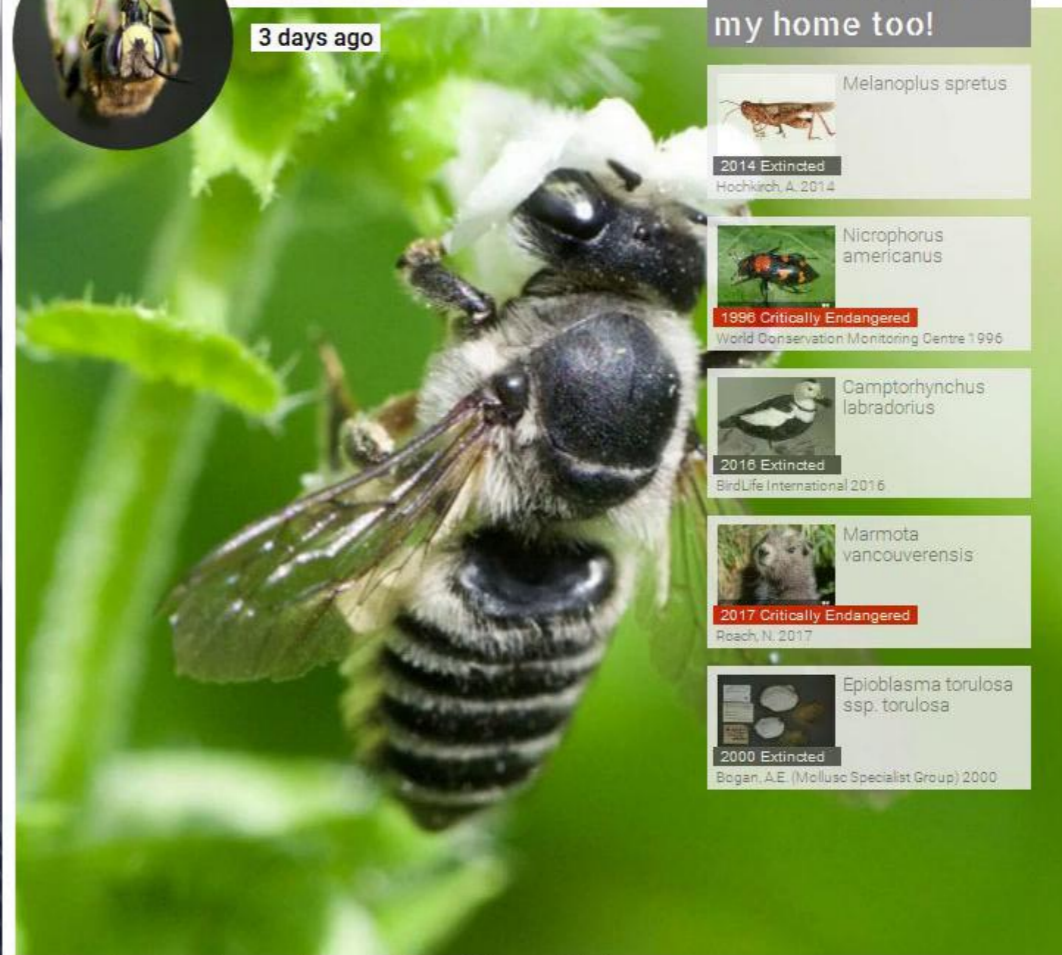 3 days ago
my home too!
Melanoplus spretus
2014 Extincted
Hochkirch, A. 2014
Nicrophorus
americanus
1996 Critically Endangered
World Conservation Monitoring Centre 1996
Camptorhynchus
labradorius
2016 Extincted
BirdLife International 2016
Marmota
vancouverensis
2017 Critically Endangered
Roach, N. 2017
Epioblasma torulosa
ssp. torulosa
2000 Extincted
Bogan, A.E. (Mollusc Specialist Group) 2000